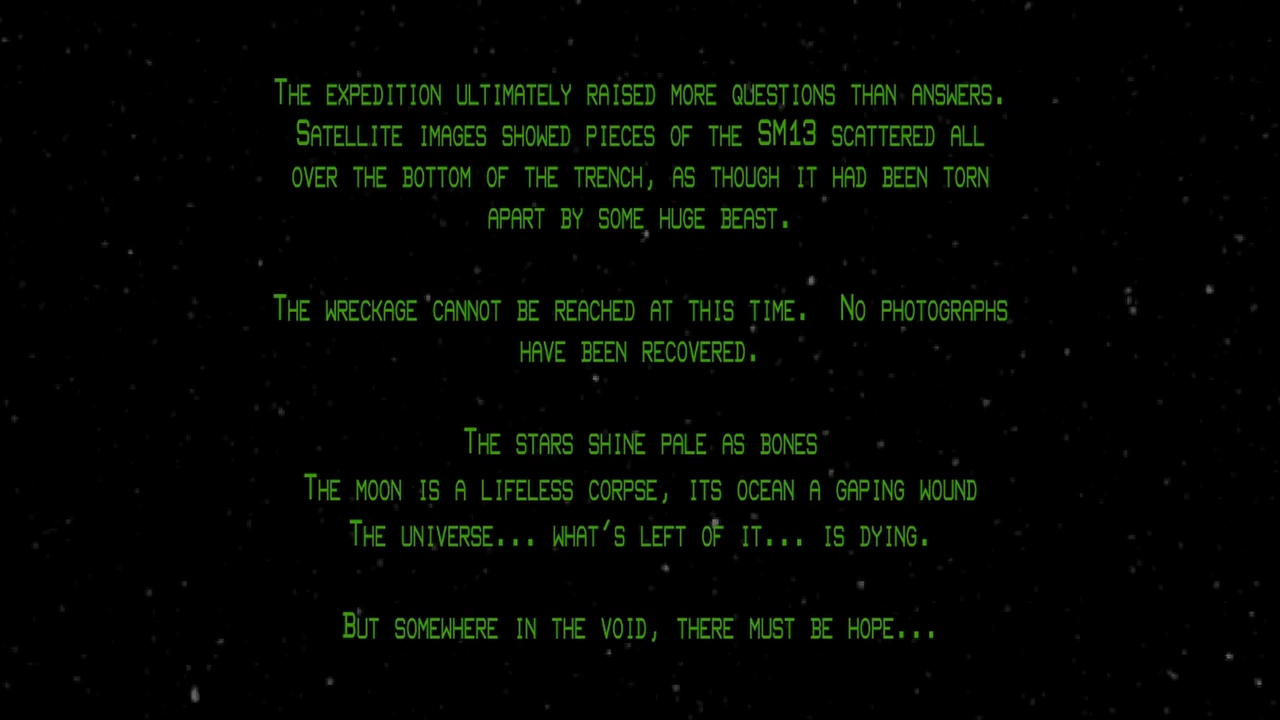 The expedition ultimately raised more questions than answers.
Satellite images showed pieces of the SM13 scattered all
over the bottom of the trench, as though it had been torn
apart by some huge beast.
The wreckage cannot be reached at this time.  No photographs
have been recovered.
The stars shine pale as bones
The moon is a lifeless corpse, its ocean a gaping wound
The universe... what's left of it... is dying.
But somewhere in the void, there must be hope...